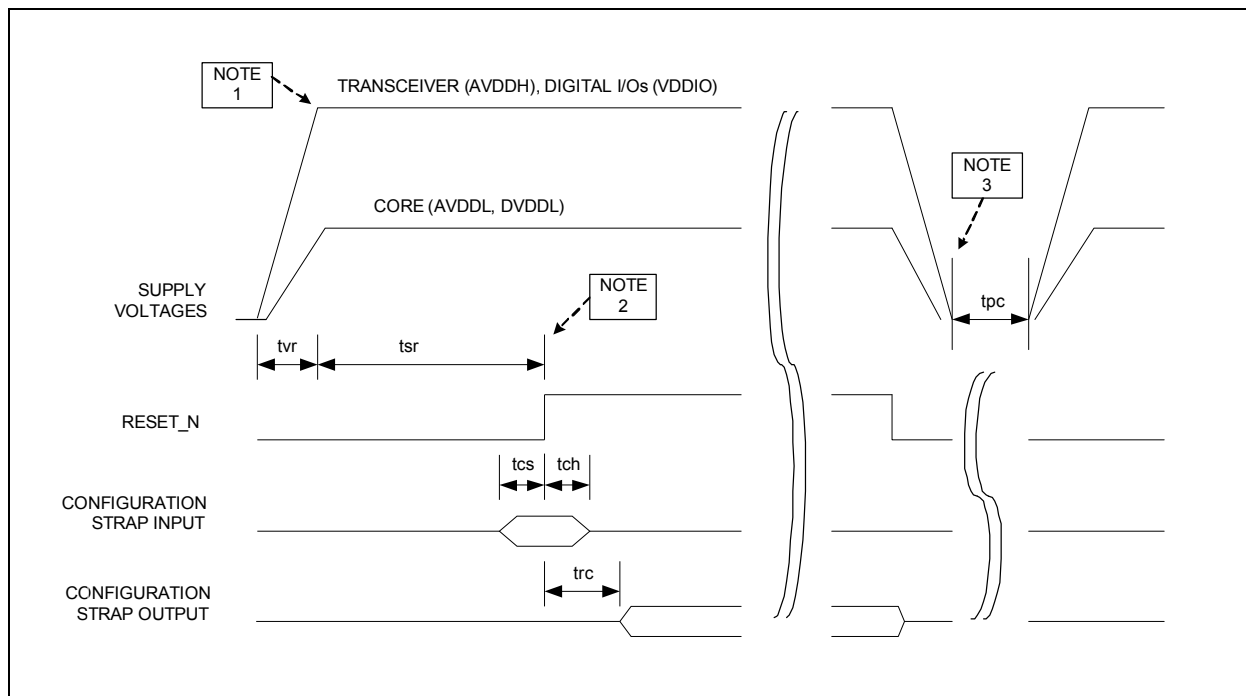 NOTE
1
TRANSCEIVER (AVDDH), DIGITAL I/Os (VDDIO)
NOTE
3
CORE (AVDDL, DVDDL)
SUPPLY
VOLTAGES
NOTE
2
tpc
tvr
tsr
RESET_N
tcs
tch
CONFIGURATION
STRAP INPUT
trc
CONFIGURATION
STRAP OUTPUT